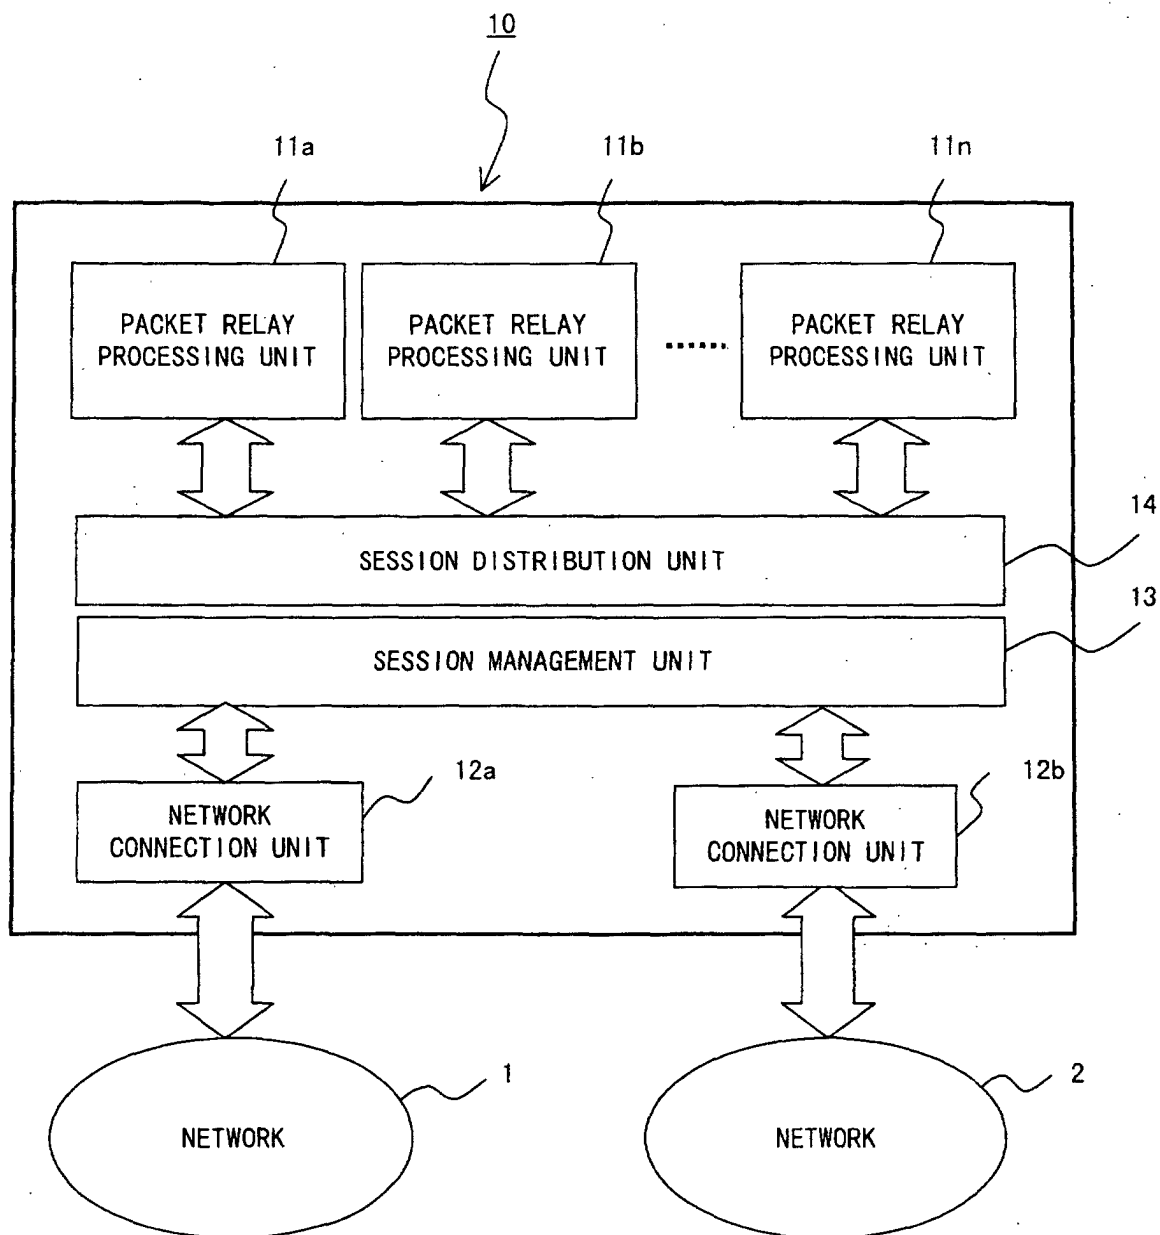 10
11a
11b
11n
PACKET RELAY
PROCESSING UNIT
PACKET RELAY
PROCESSING UNIT
PACKET RELAY
PROCESSING UNIT
14
SESSION DISTRIBUTION UNIT
13
SESSION MANAGEMENT UNIT
12a
12b
NETWORK
CONNECTION UNIT
NETWORK
CONNECTION UNIT
1
2
NETWORK
NETWORK